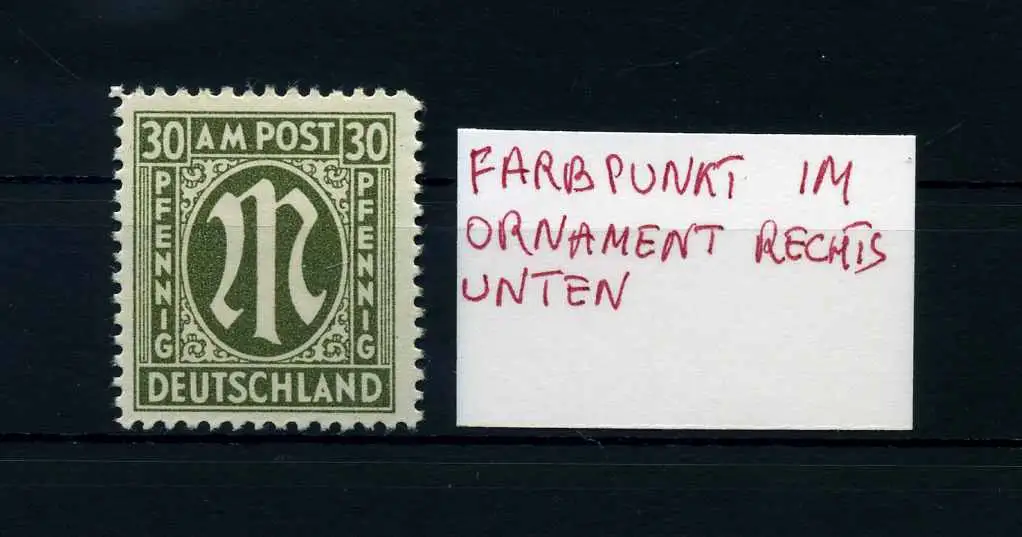 30 AM POST 30
PFENNIG
M
PFENNIG
DEUTSCHLAND
FARBPUNKT IM
ORNAMENT RECHTS
UNTEN